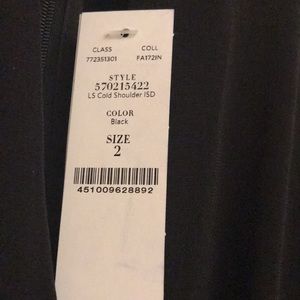 CLASS COLL
772351301 FA172IN
STYLE
570215422
LS Cold Shoulder ISD
COLOR
Black
SIZE
2
451009628892